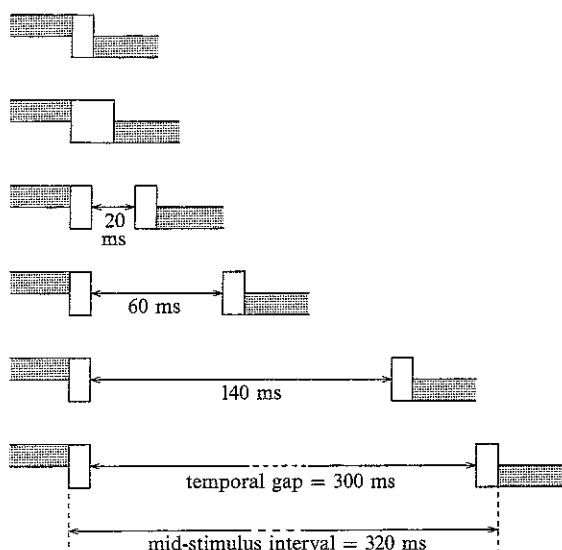 20
ms
60 ms
140 ms
temporal gap = 300 ms
mid-stimulus interval = 320 ms